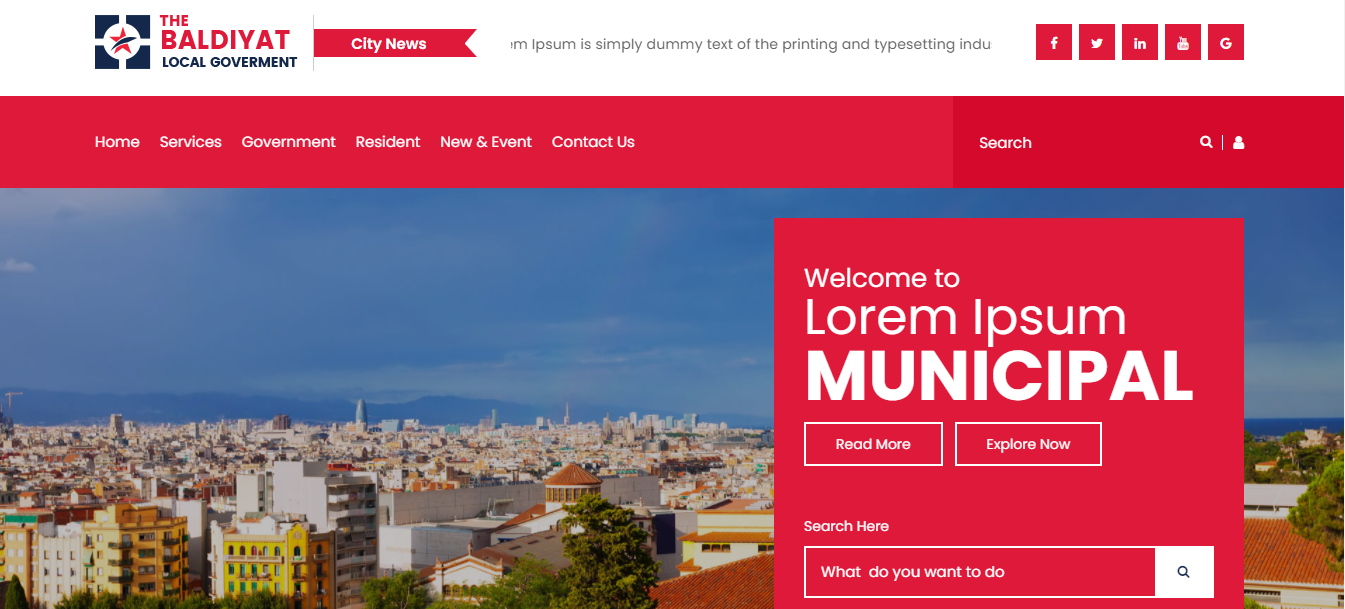 THE
BALDIYAT
LOCAL GOVERMENT
City News
m Ipsum is simply dummy text of the printing and typesetting indu
Home Services Government Resident New & Event Contact Us
Search
Welcome to
Lorem Ipsum
MUNICIPAL
Read More Explore Now
Search Here
What do you want to do